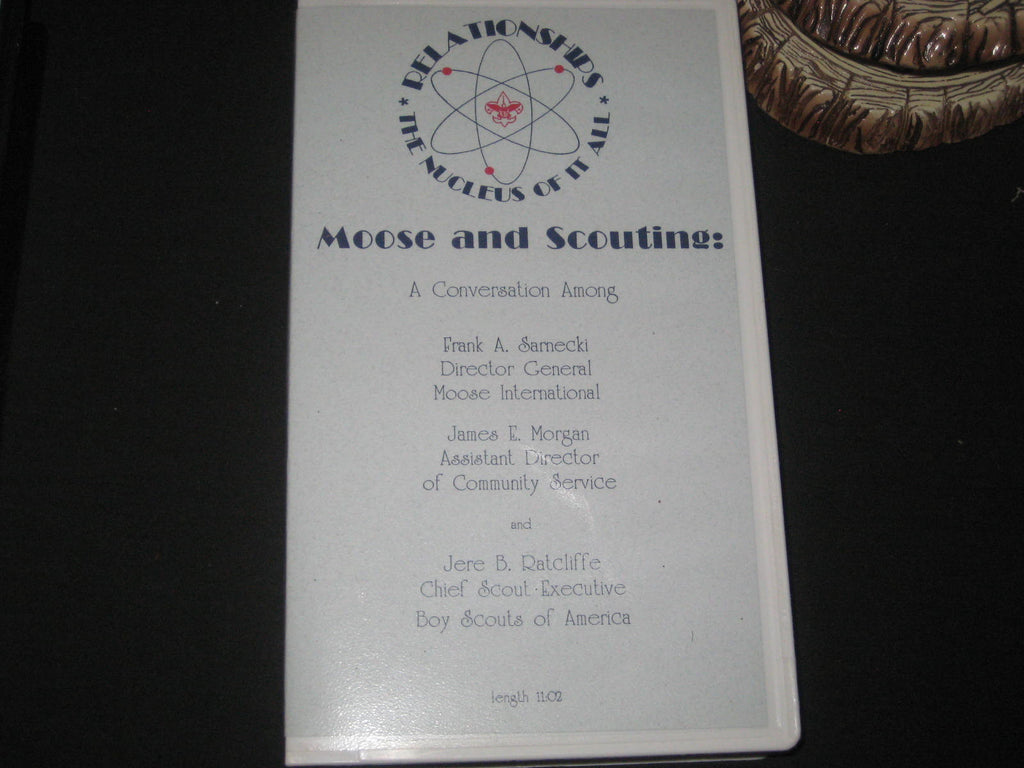 RELATIONSHIPS
* THE NUCLEUS OF IT ALL *
Moose and Scouting:
A Conversation Among
Frank A. Sarnecki
Director General
Moose International
James E. Morgan
Assistant Director
of Community Service
and
Jere B. Ratcliffe
Chief Scout Executive
Boy Scouts of America
length 11:02